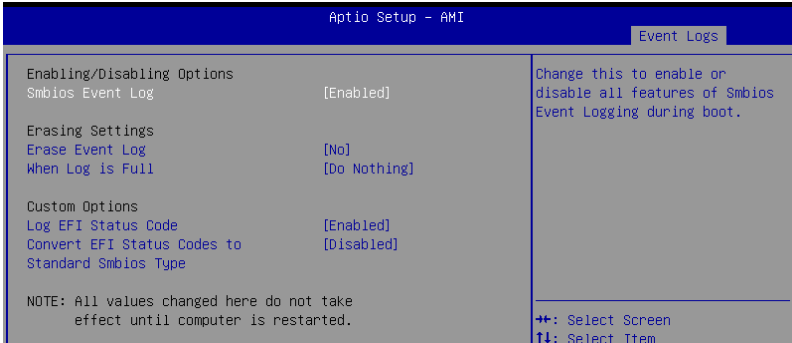 Aptio Setup – AMI
Event Logs
Enabling/Disabling Options
Smbios Event Log [Enabled]
Erasing Settings
Erase Event Log [No]
When Log is Full [Do Nothing]
Custom Options
Log EFI Status Code [Enabled]
Convert EFI Status Codes to [Disabled]
Standard Smbios Type
NOTE: All values changed here do not take
effect until computer is restarted.
Change this to enable or
disable all features of Smbios
Event Logging during boot.
→←: Select Screen
↑↓: Select Item